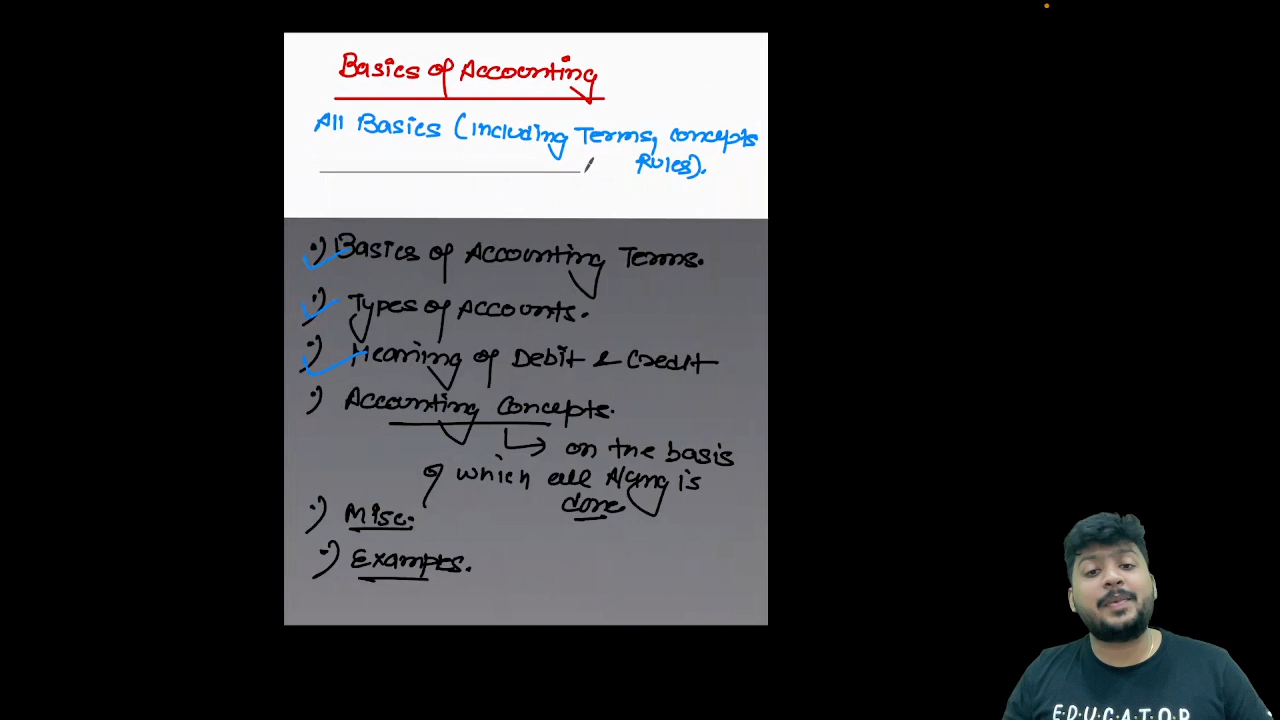 Basics of Accounting
All Basics (including Terms, concepts
Rules).
•) Basics of Accounting Terms.
•) Types of Accounts.
•) Meaning of Debit & Credit
•) Accounting Concepts.
↳ on the basis
of which all A/cing is
done
•) Misc.
•) Examples.
E·D·U·C·A·T·O·R